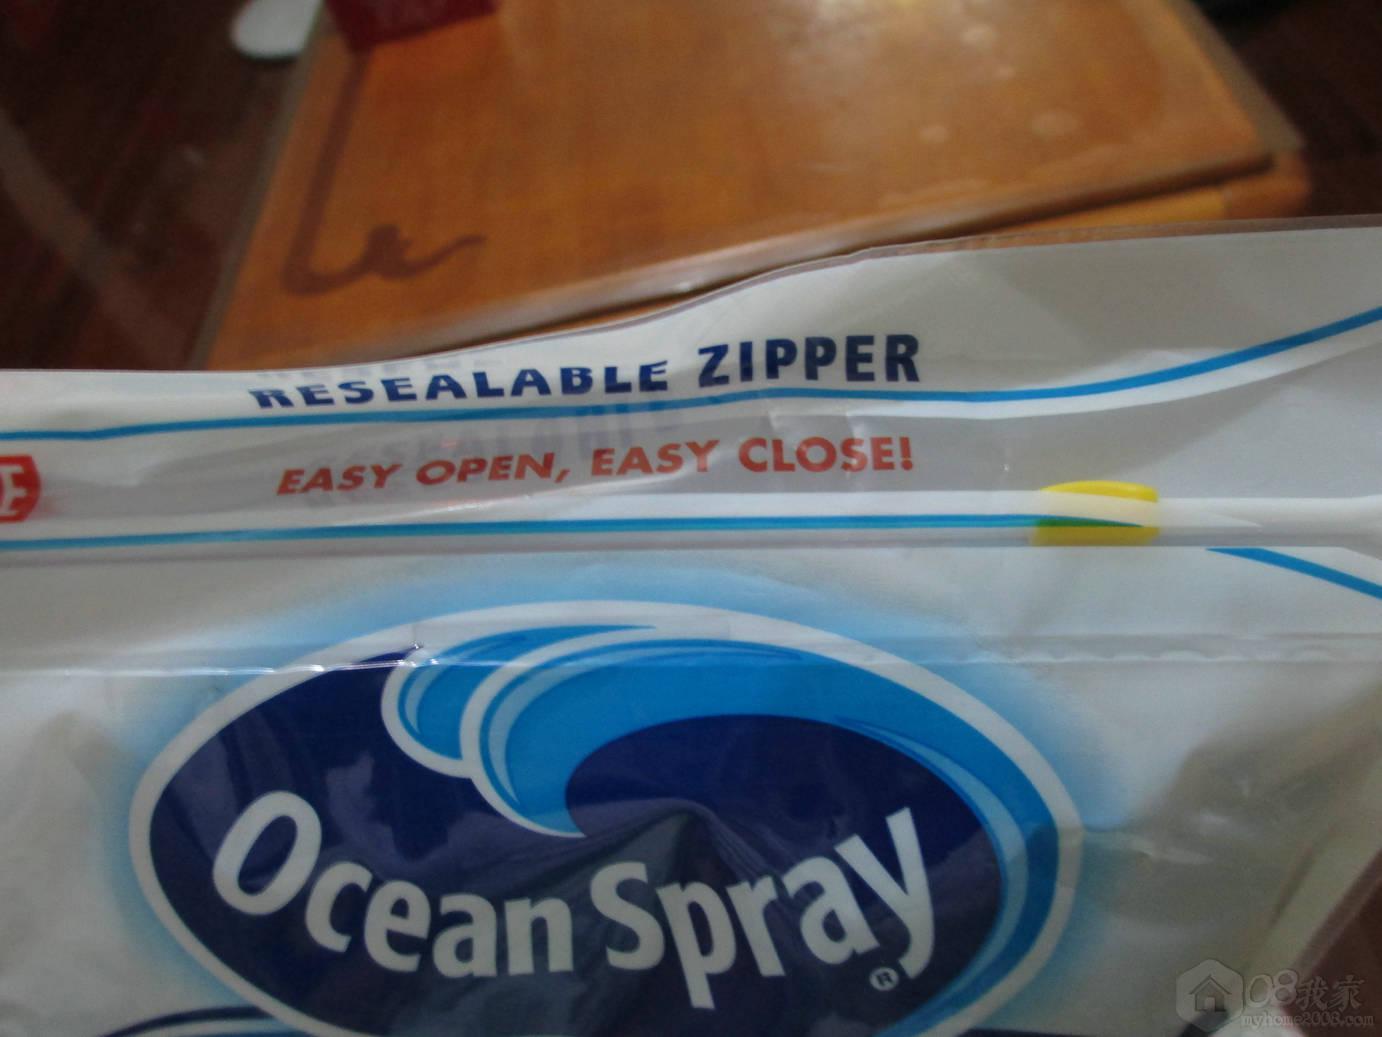 RESEALABLE ZIPPER
EASY OPEN, EASY CLOSE!
Ocean Spray®
08我家
myhome2008.com